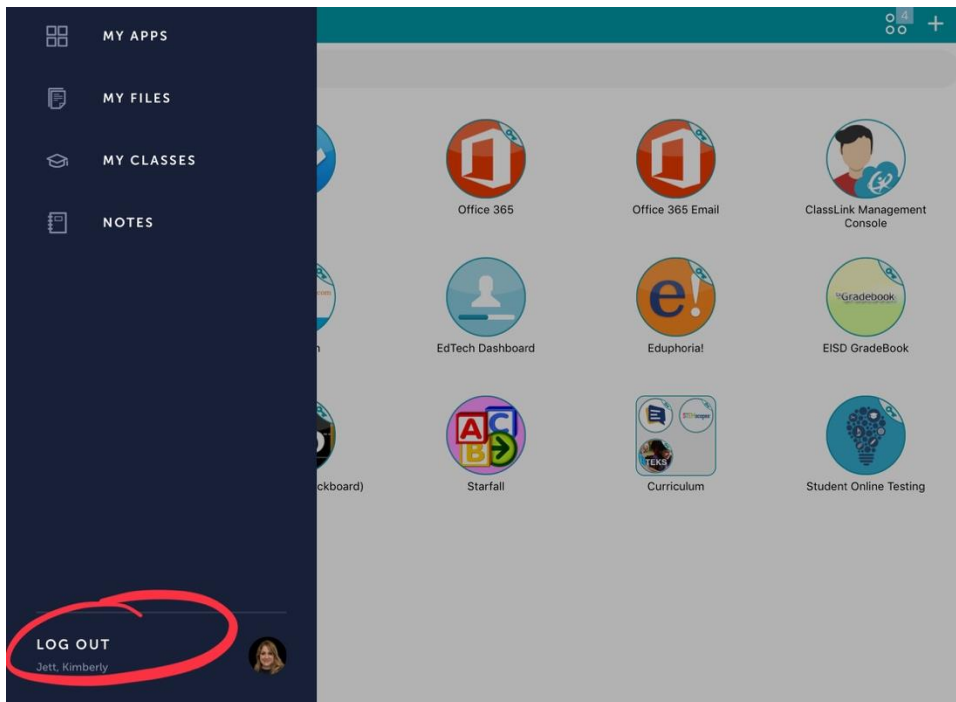 MY APPS
4
MY FILES
MY CLASSES
NOTES
Office 365
Office 365 Email
ClassLink Management
Console
com
e!
Gradebook
n
EdTech Dashboard
Eduphoria!
EISD GradeBook
A C
B
TEKS
ckboard)
Starfall
Curriculum
Student Online Testing
LOG OUT
Jett, Kimberly